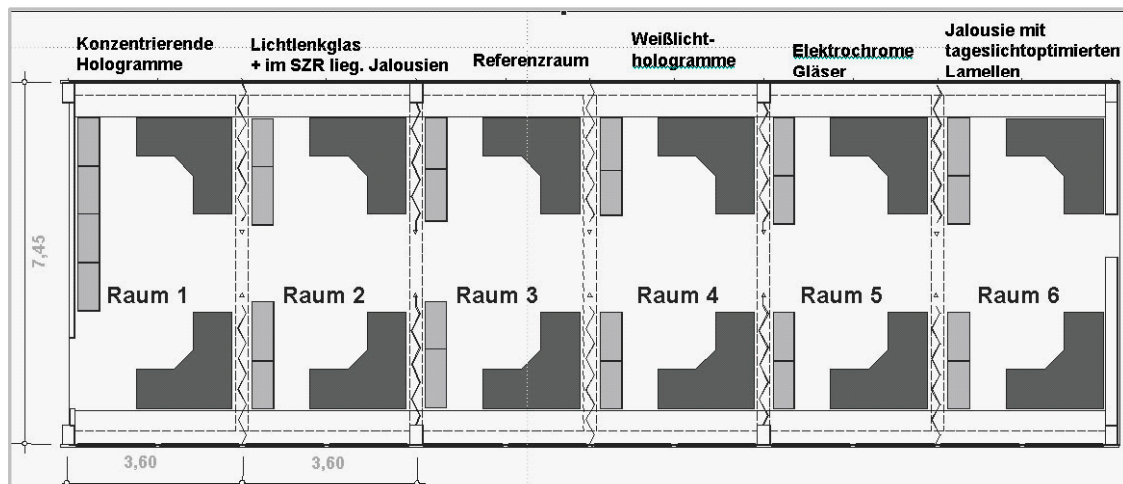 Konzentrierende
Hologramme
Lichtlenkglas
+ im SZR lieg. Jalousien
Referenzraum
Weißlicht-
hologramme
Elektrochrome
Gläser
Jalousie mit
tageslichtoptimierten
Lamellen
7,45
Raum 1
Raum 2
Raum 3
Raum 4
Raum 5
Raum 6
3,60
3,60